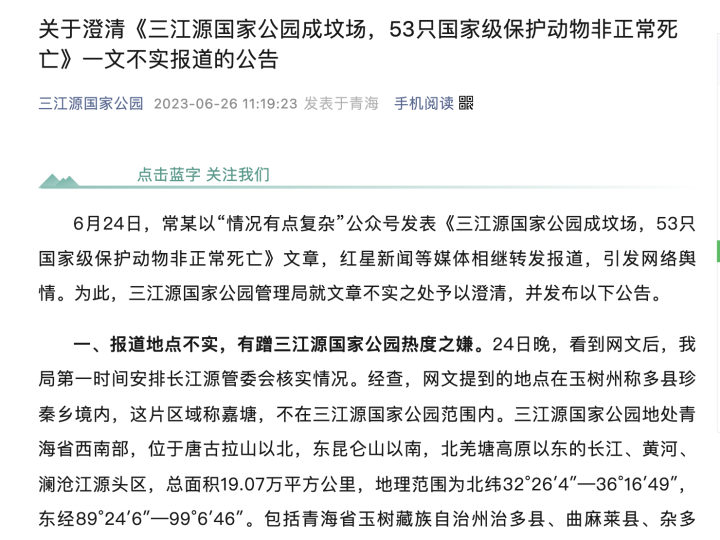 关于澄清《三江源国家公园成坟场，53只国家级保护动物非正常死
亡》一文不实报道的公告
三江源国家公园 2023-06-26 11:19:23 发表于青海 手机阅读
点击蓝字 关注我们
6月24日，常某以“情况有点复杂”公众号发表《三江源国家公园成坟场，53只
国家级保护动物非正常死亡》文章，红星新闻等媒体相继转发报道，引发网络舆
情。为此，三江源国家公园管理局就文章不实之处予以澄清，并发布以下公告。
一、报道地点不实，有蹭三江源国家公园热度之嫌。24日晚，看到网文后，我
局第一时间安排长江源管委会核实情况。经查，网文提到的地点在玉树州称多县珍
秦乡境内，这片区域称嘉塘，不在三江源国家公园范围内。三江源国家公园地处青
海省西南部，位于唐古拉山以北，东昆仑山以南，北羌塘高原以东的长江、黄河、
澜沧江源头区，总面积19.07万平方公里，地理范围为北纬32°26′4″—36°16′49″，
东经89°24′6″—99°6′46″。包括青海省玉树藏族自治州治多县、曲麻莱县、杂多